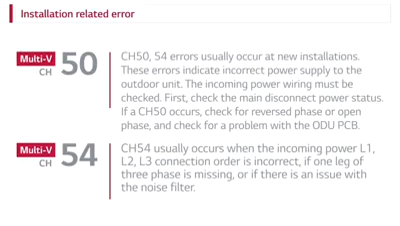 Installation related error
Multi-V
CH 50
CH50, 54 errors usually occur at new installations.
These errors indicate incorrect power supply to the
outdoor unit. The incoming power wiring must be
checked. First, check the main disconnect power status.
If a CH50 occurs, check for reversed phase or open
phase, and check for a problem with the ODU PCB.
Multi-V
CH 54
CH54 usually occurs when the incoming power L1,
L2, L3 connection order is incorrect, if one leg of
three phase is missing, or if there is an issue with
the noise filter.